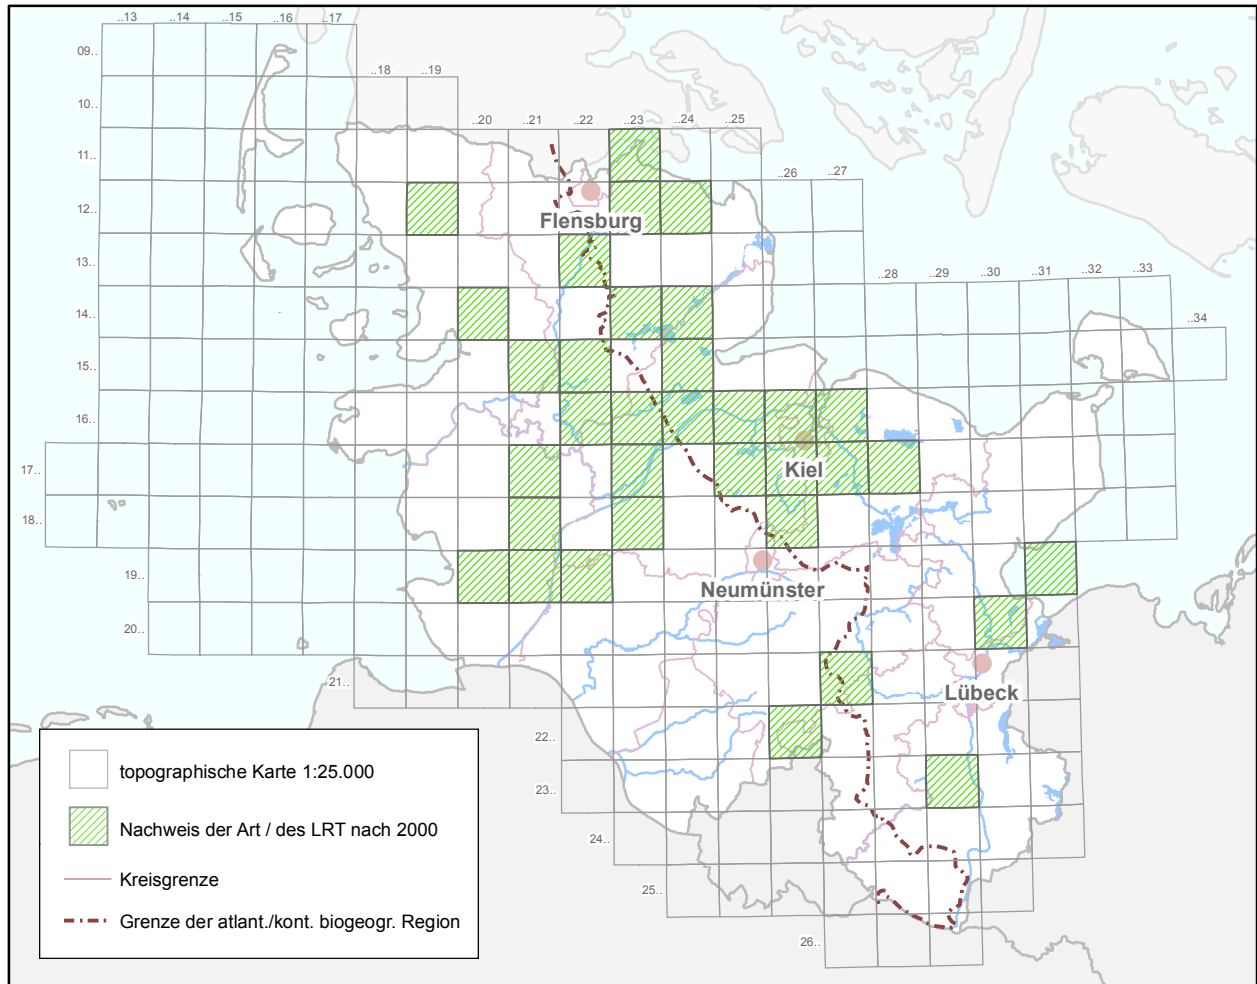 ..13 ..14 ..15 ..16 ..17
09..
..18 ..19
10..
..20 ..21 ..22 ..23 ..24 ..25
11..
..26 ..27
12..
Flensburg
13..
..28 ..29 ..30 ..31 ..32 ..33
14..
..34
15..
16..
17..
Kiel
18..
19..
Neumünster
20..
21..
Lübeck
22..
topographische Karte 1:25.000
23..
Nachweis der Art / des LRT nach 2000
24..
Kreisgrenze
25..
Grenze der atlant./kont. biogeogr. Region
26..